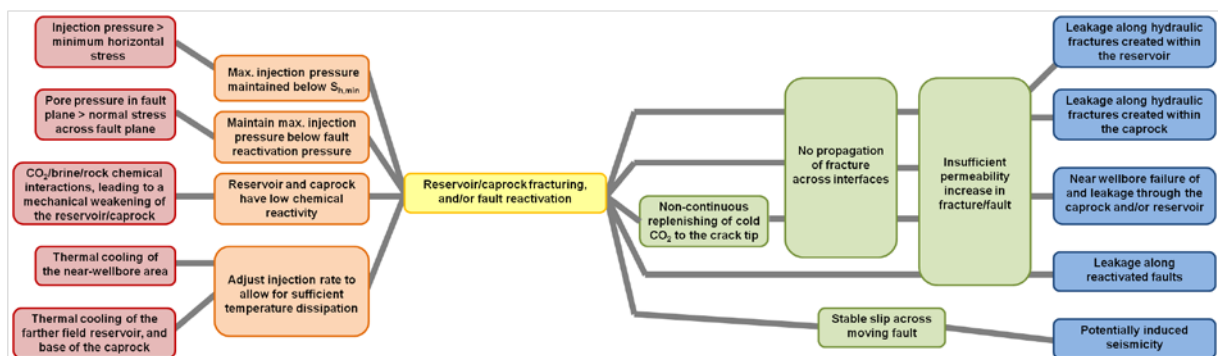 Injection pressure >
minimum horizontal
stress
Pore pressure in fault
plane > normal stress
across fault plane
CO₂/brine/rock chemical
interactions, leading to a
mechanical weakening
of the reservoir/caprock
Thermal cooling
of the near-wellbore
area
Thermal cooling of the
farther field reservoir, and
base of the caprock
Max. injection pressure
maintained below Sh,min
Maintain max. injection
pressure below fault
reactivation pressure
Reservoir and caprock
have low chemical
reactivity
Adjust injection rate to
allow for sufficient
temperature dissipation
Reservoir/caprock fracturing,
and/or fault reactivation
Non-continuous
replenishing of cold
CO₂ to the crack tip
No propagation
of fracture
across interfaces
Insufficient
permeability
increase in
fracture/fault
Stable slip across
moving fault
Leakage along hydraulic
fractures created within
the reservoir
Leakage along hydraulic
fractures created within
the caprock
Near wellbore failure of
and leakage through the
caprock and/or reservoir
Leakage along
reactivated faults
Potentially induced
seismicity